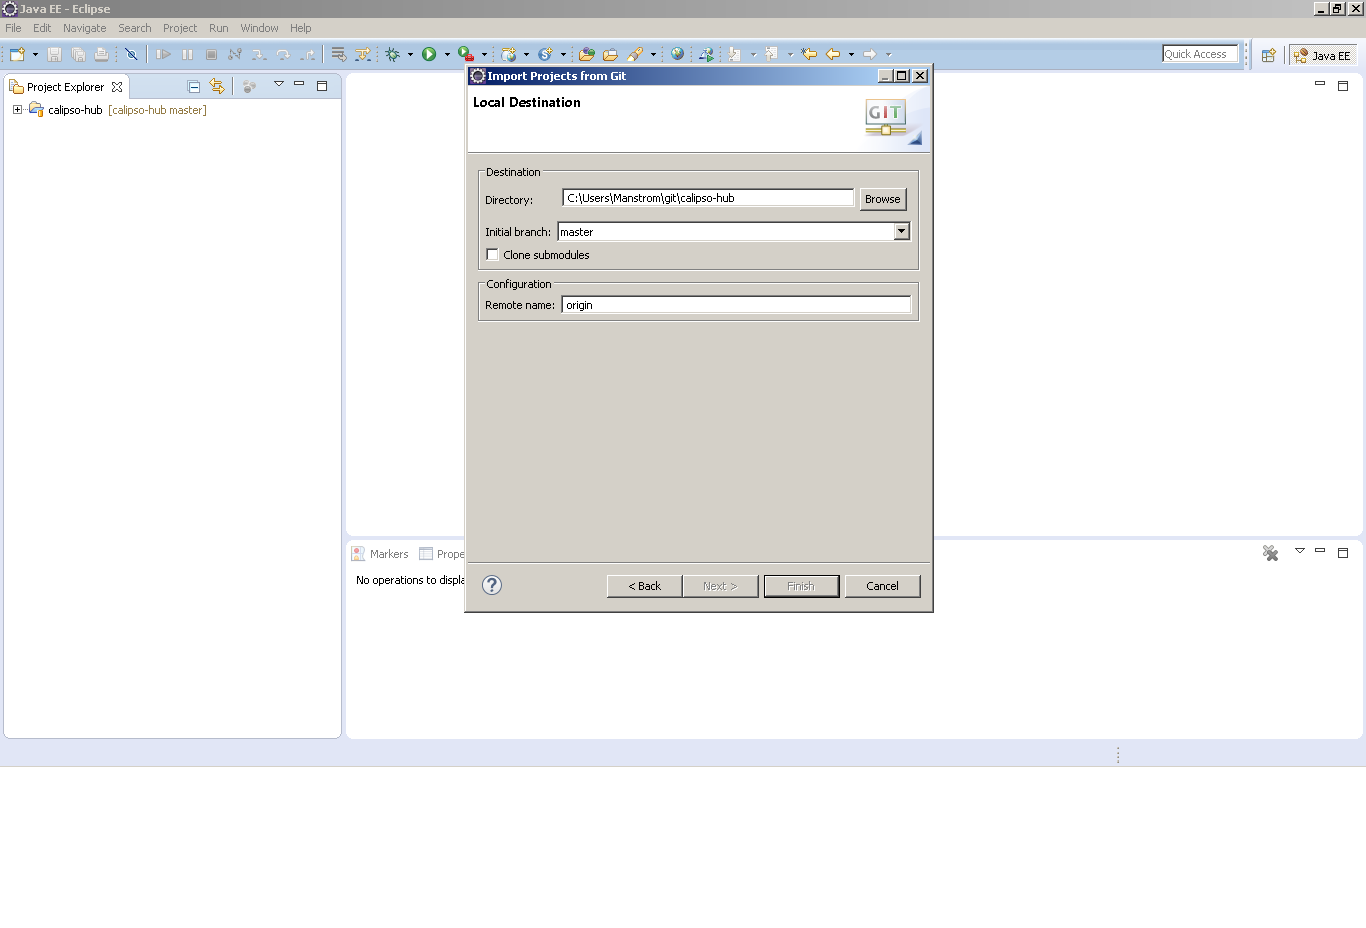 Java EE - Eclipse
File Edit Navigate Search Project Run Window Help
Quick Access
Java EE
Project Explorer
calipso-hub [calipso-hub master]
Import Projects from Git
Local Destination
GIT
Destination
Directory: C:\Users\Manstrom\git\calipso-hub Browse
Initial branch: master
Clone submodules
Configuration
Remote name: origin
Markers Prope
No operations to displa
? < Back Next > Finish Cancel